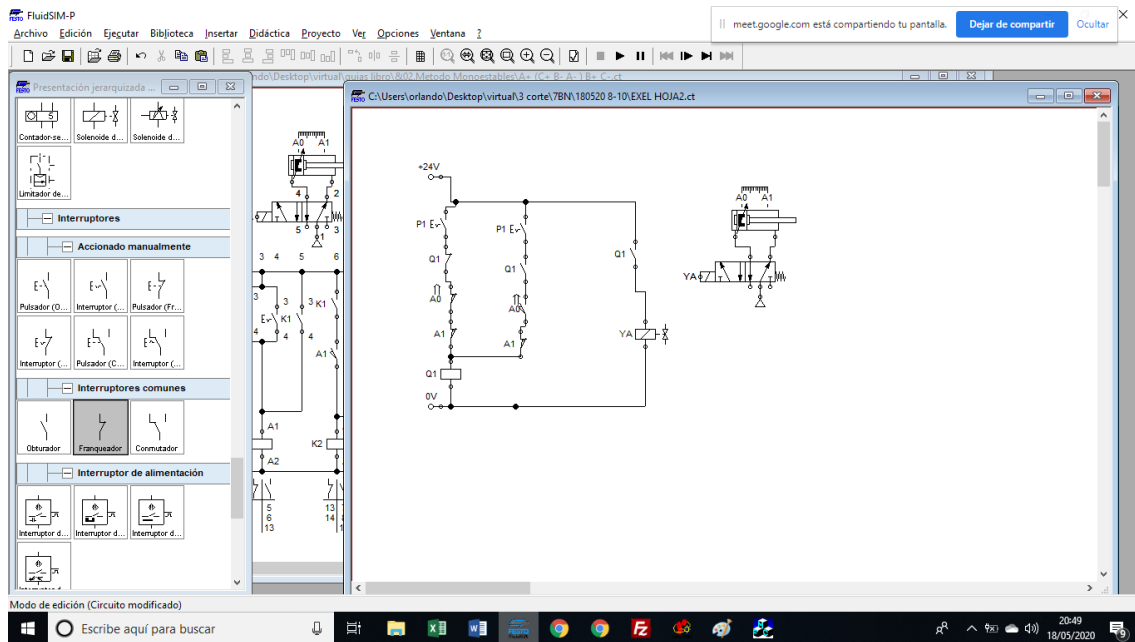 FluidSIM-P
meet.google.com está compartiendo tu pantalla.
Dejar de compartir
Ocultar
Archivo Edición Ejecutar Biblioteca Insertar Didáctica Proyecto Ver Opciones Ventana ?
Presentación jerarquizada ...
ndo\Desktop\virtual\guias libro\&02.Metodo Monoestables\A+ (C+ B- A- ) B+ C-.ct
C:\Users\orlando\Desktop\virtual\3 corte\7BN\180520 8-10\EXEL HOJA2.ct
Contador-se...
Solenoide d...
Solenoide d...
Limitador de...
Interruptores
Accionado manualmente
Pulsador (O...
Interruptor (...
Pulsador (Fr...
Interruptor (...
Pulsador (C...
Interruptor (...
Interruptores comunes
Obturador
Franqueador
Conmutador
Interruptor de alimentación
Interruptor d...
Interruptor d...
Interruptor d...
A0 A1
4 2
5 3
1
3 4 5 6
3 3 3 K1
K1
4 4 4
A1
A1
K2
A2
5 13
6 14
13
+24V
P1
P1
Q1
Q1
Q1
A0
A0
A1
A1
YA
Q1
0V
A0 A1
YA
Modo de edición (Circuito modificado)
Escribe aquí para buscar
20:49
18/05/2020
9